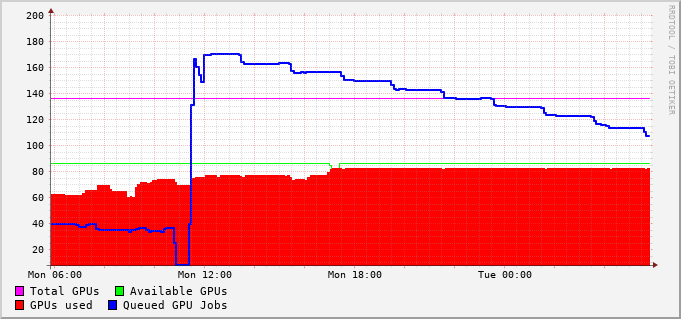 200
180
160
140
120
100
80
60
40
20
Mon 06:00 Mon 12:00 Mon 18:00 Tue 00:00
Total GPUs Available GPUs
GPUs used Queued GPU Jobs
RRDTOOL / TOBI OETIKER